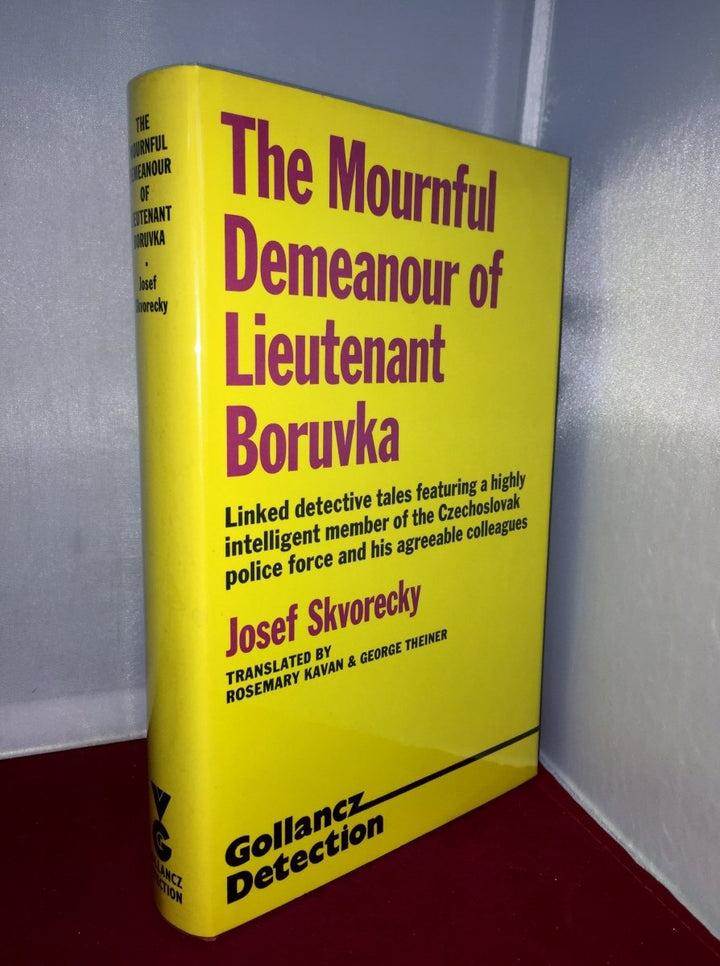 THE
MOURNFUL
DEMEANOUR
OF
LIEUTENANT
BORUVKA
·
Josef
Skvorecky
VG
GOLLANCZ
DETECTION
The Mournful
Demeanour of
Lieutenant
Boruvka
Linked detective tales featuring a highly
intelligent member of the Czechoslovak
police force and his agreeable colleagues
Josef Skvorecky
TRANSLATED BY
ROSEMARY KAVAN & GEORGE THEINER
Gollancz
Detection